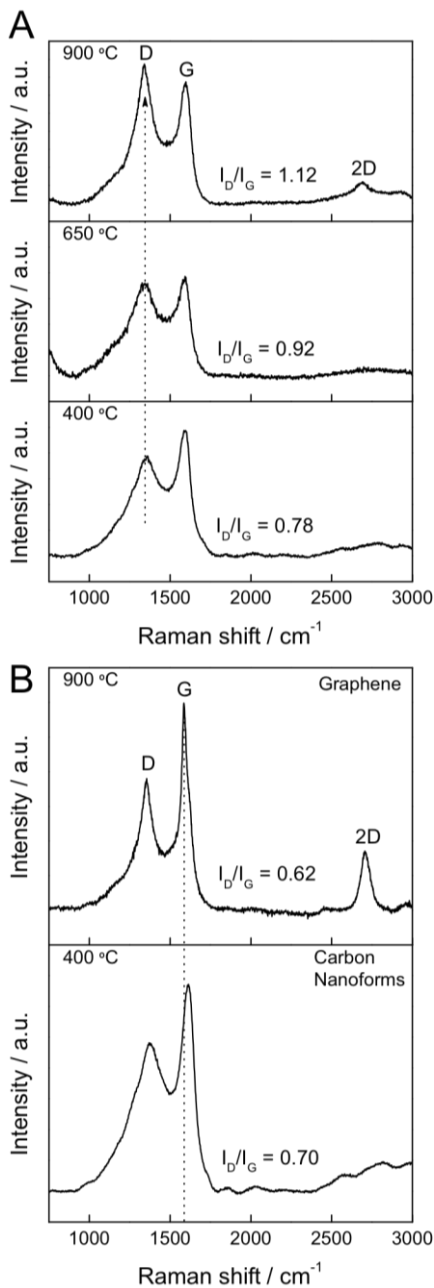 A
900 °C
D
G
I_D/I_G = 1.12
2D
Intensity / a.u.
650 °C
I_D/I_G = 0.92
Intensity / a.u.
400 °C
I_D/I_G = 0.78
Intensity / a.u.
1000 1500 2000 2500 3000
Raman shift / cm⁻¹
B
900 °C
Graphene
G
D
2D
I_D/I_G = 0.62
Intensity / a.u.
400 °C
Carbon
Nanoforms
I_D/I_G = 0.70
Intensity / a.u.
1000 1500 2000 2500 3000
Raman shift / cm⁻¹